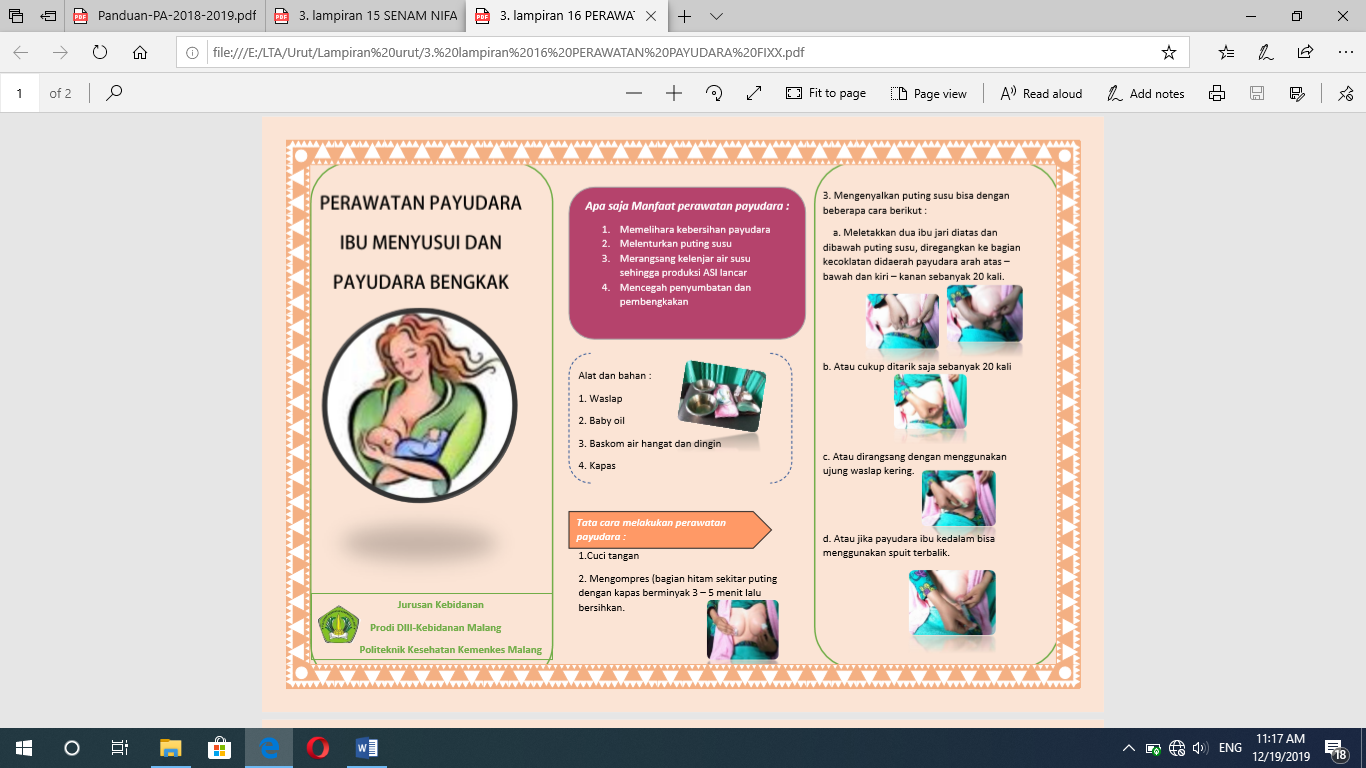 Panduan-PA-2018-2019.pdf
3. lampiran 15 SENAM NIFA
3. lampiran 16 PERAWAT
file:///E:/LTA/Urut/Lampiran%20urut/3.%20lampiran%2016%20PERAWATAN%20PAYUDARA%20FIXX.pdf
1 of 2
Fit to page
Page view
Read aloud
Add notes
PERAWATAN PAYUDARA
IBU MENYUSUI DAN
PAYUDARA BENGKAK
Jurusan Kebidanan
Prodi DIII-Kebidanan Malang
Politeknik Kesehatan Kemenkes Malang
Apa saja Manfaat perawatan payudara :
1. Memelihara kebersihan payudara
2. Melenturkan puting susu
3. Merangsang kelenjar air susu
sehingga produksi ASI lancar
4. Mencegah penyumbatan dan
pembengkakan
Alat dan bahan :
1. Waslap
2. Baby oil
3. Baskom air hangat dan dingin
4. Kapas
Tata cara melakukan perawatan
payudara :
1.Cuci tangan
2. Mengompres (bagian hitam sekitar puting
dengan kapas berminyak 3 – 5 menit lalu
bersihkan.
3. Mengenyalkan puting susu bisa dengan
beberapa cara berikut :
a. Meletakkan dua ibu jari diatas dan
dibawah puting susu, diregangkan ke bagian
kecoklatan didaerah payudara arah atas –
bawah dan kiri – kanan sebanyak 20 kali.
b. Atau cukup ditarik saja sebanyak 20 kali
c. Atau dirangsang dengan menggunakan
ujung waslap kering.
d. Atau jika payudara ibu kedalam bisa
menggunakan spuit terbalik.
ENG
11:17 AM
12/19/2019
18